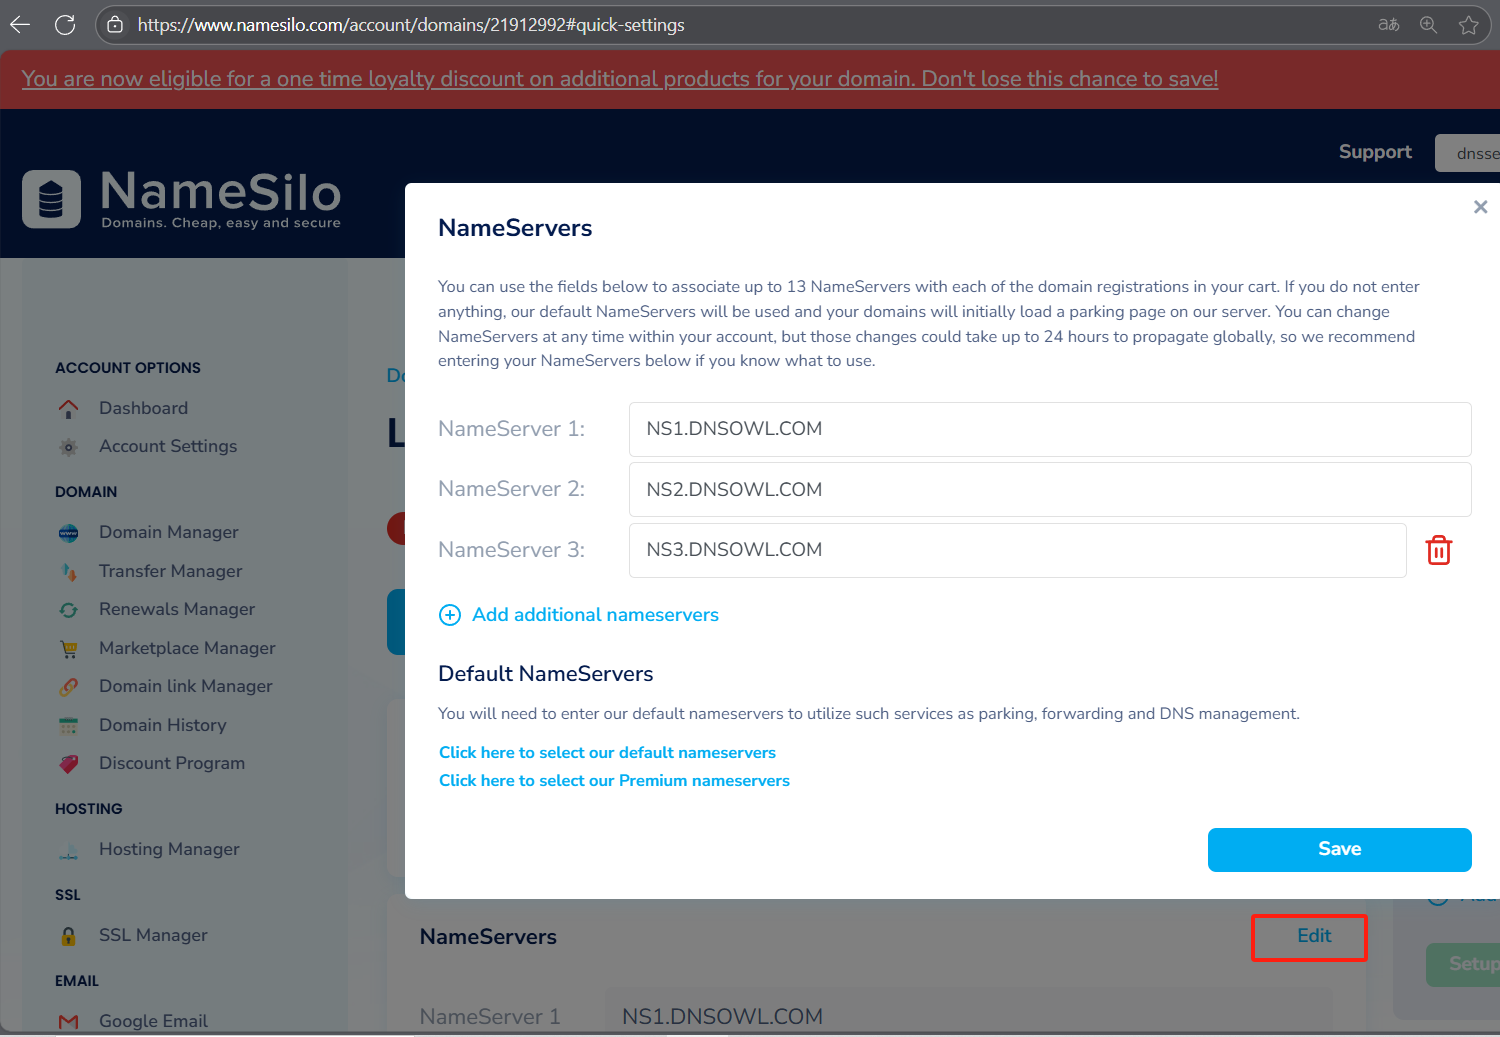 https://www.namesilo.com/account/domains/21912992#quick-settings
You are now eligible for a one time loyalty discount on additional products for your domain. Don't lose this chance to save!
Support
NameSilo
Domains. Cheap, easy and secure
ACCOUNT OPTIONS
Dashboard
Account Settings
DOMAIN
Domain Manager
Transfer Manager
Renewals Manager
Marketplace Manager
Domain link Manager
Domain History
Discount Program
HOSTING
Hosting Manager
SSL
SSL Manager
EMAIL
Google Email
NameServers
You can use the fields below to associate up to 13 NameServers with each of the domain registrations in your cart. If you do not enter
anything, our default NameServers will be used and your domains will initially load a parking page on our server. You can change
NameServers at any time within your account, but those changes could take up to 24 hours to propagate globally, so we recommend
entering your NameServers below if you know what to use.
NameServer 1: NS1.DNSOWL.COM
NameServer 2: NS2.DNSOWL.COM
NameServer 3: NS3.DNSOWL.COM
Add additional nameservers
Default NameServers
You will need to enter our default nameservers to utilize such services as parking, forwarding and DNS management.
Click here to select our default nameservers
Click here to select our Premium nameservers
Save
NameServers Edit
Setup
NameServer 1 NS1.DNSOWL.COM